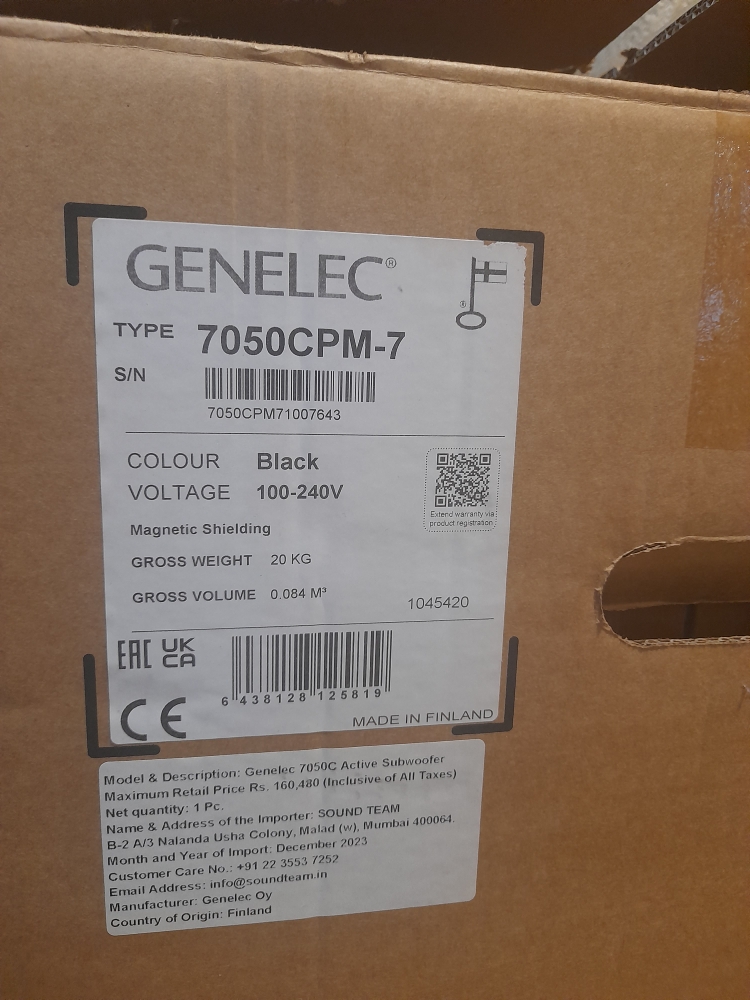 GENELEC®
®
TYPE 7050CPM-7
S/N
7050CPM71007643
COLOUR Black
VOLTAGE 100-240V
Extend warranty via
product registration
Magnetic Shielding
GROSS WEIGHT 20 KG
GROSS VOLUME 0.084 M³
1045420
EAC UK
CA
CE
6 438128 125819
MADE IN FINLAND
Model & Description: Genelec 7050C Active Subwoofer
Maximum Retail Price Rs. 160,480 (Inclusive of All Taxes)
Net quantity: 1 Pc.
Name & Address of the Importer: SOUND TEAM
B-2 A/3 Nalanda Usha Colony, Malad (w), Mumbai 400064.
Month and Year of Import: December 2023
Customer Care No.: +91 22 3553 7252
Email Address: info@soundteam.in
Manufacturer: Genelec Oy
Country of Origin: Finland